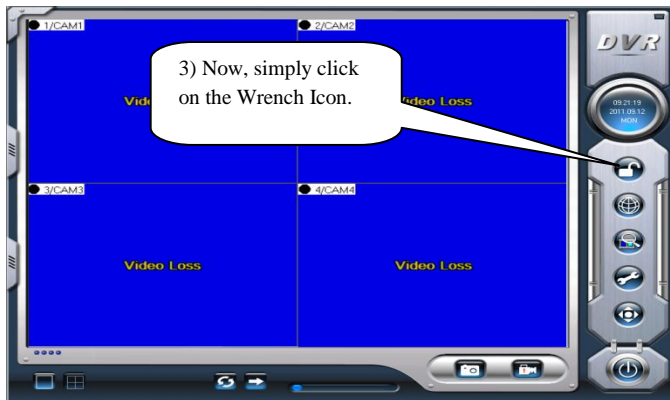 1/CAM1
2/CAM2
DVR
3) Now, simply click
on the Wrench Icon.
Video Loss
09:21:19
2011.09.12
MON
3/CAM3
4/CAM4
Video Loss
Video Loss